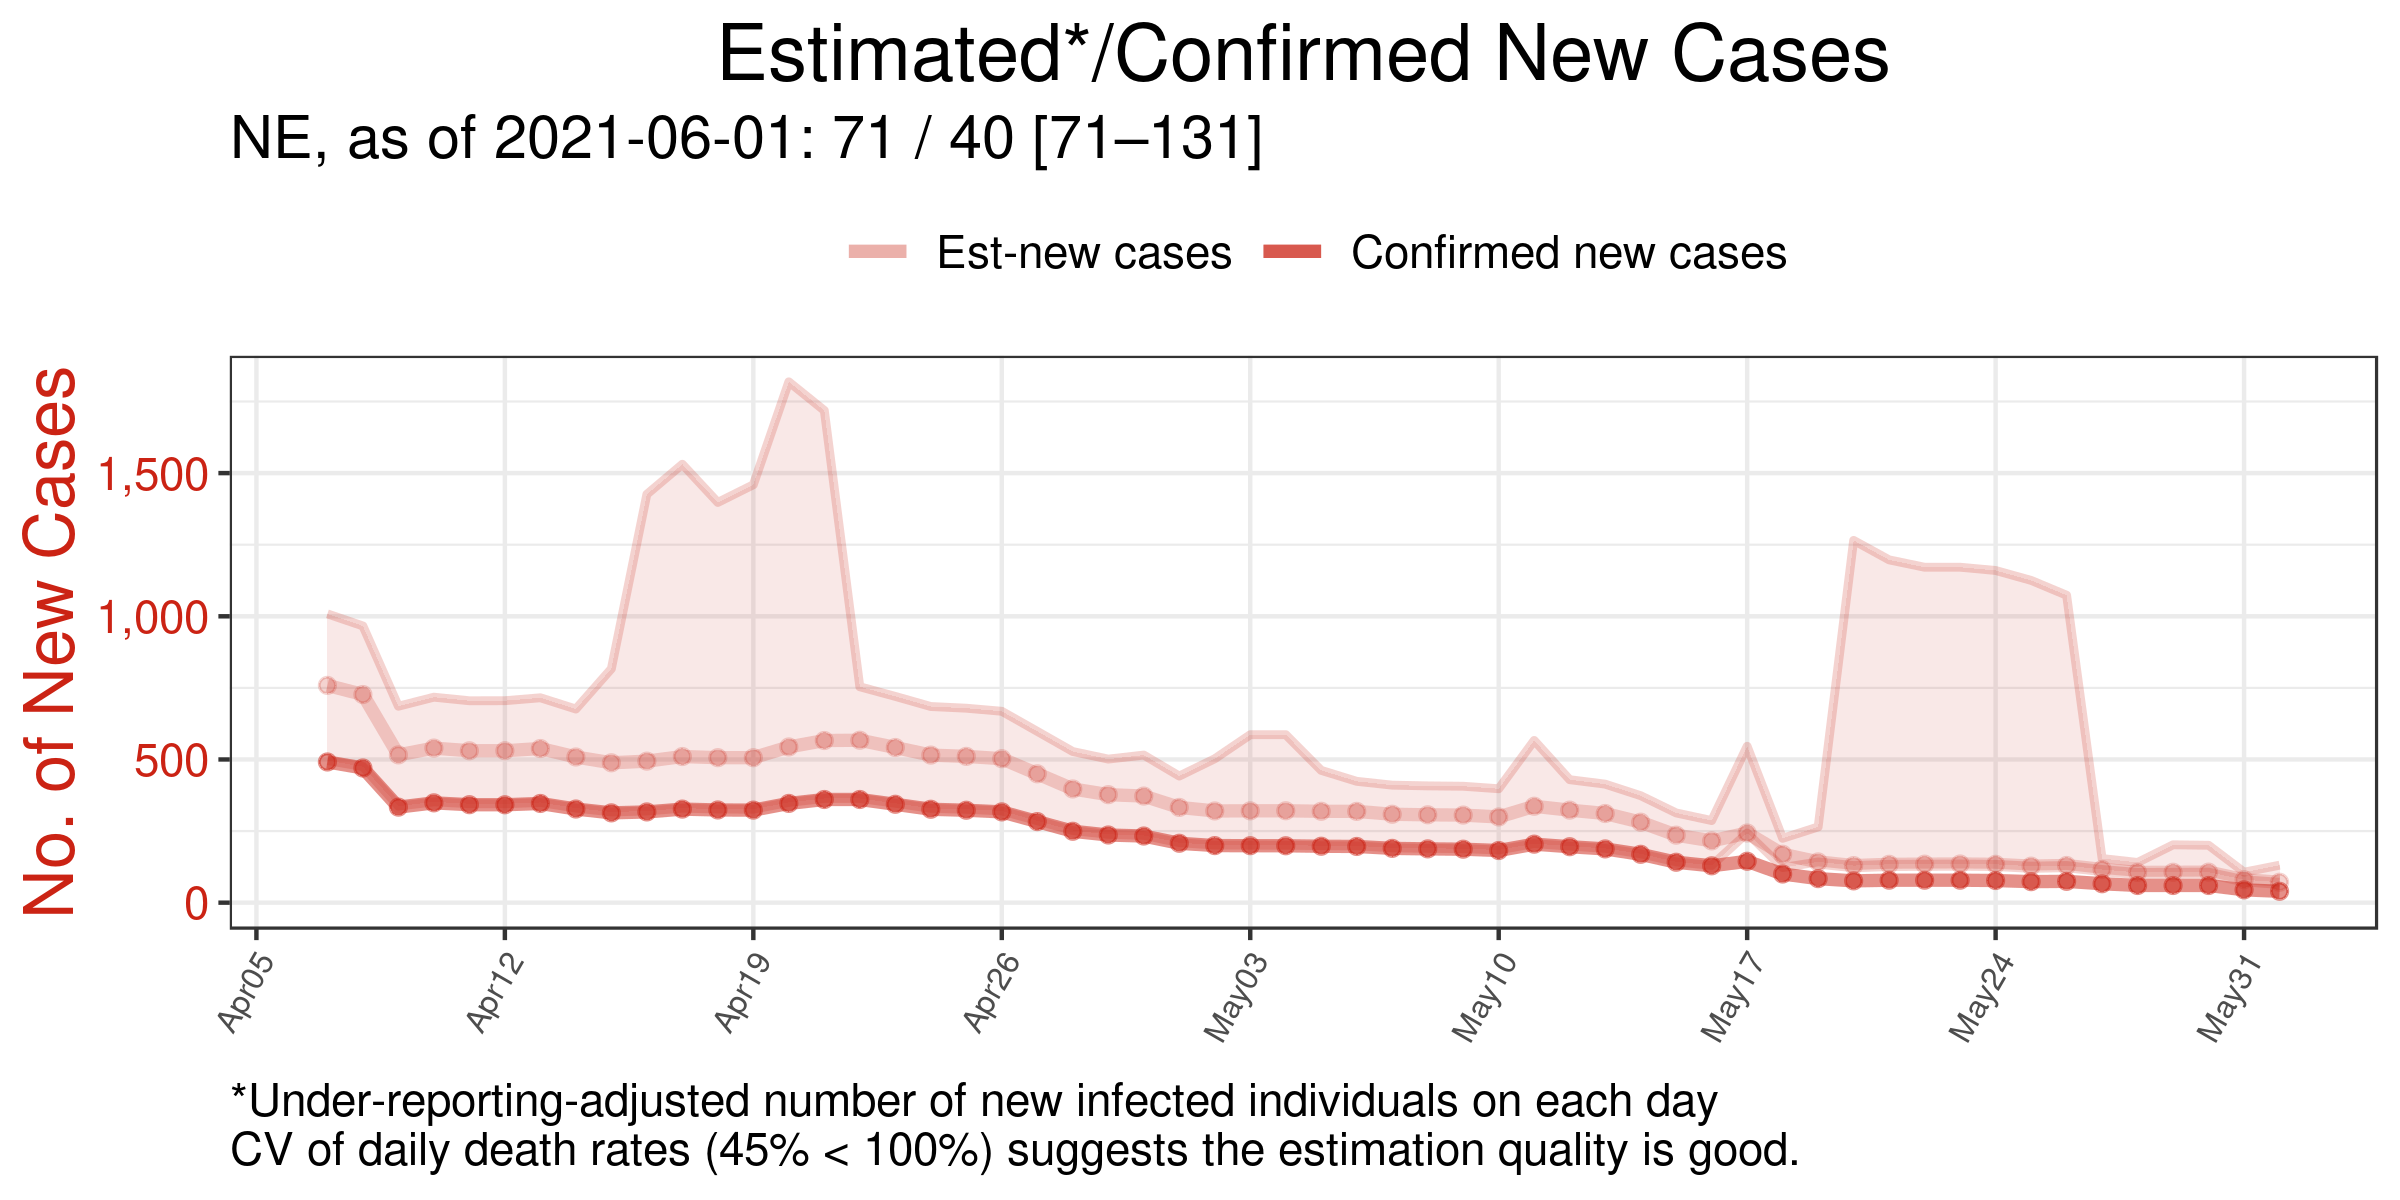 Estimated*/Confirmed New Cases
NE, as of 2021-06-01: 71 / 40 [71–131]
Est-new cases
Confirmed new cases
No. of New Cases
1,500
1,000
500
0
Apr05
Apr12
Apr19
Apr26
May03
May10
May17
May24
May31
*Under-reporting-adjusted number of new infected individuals on each day
CV of daily death rates (45% < 100%) suggests the estimation quality is good.